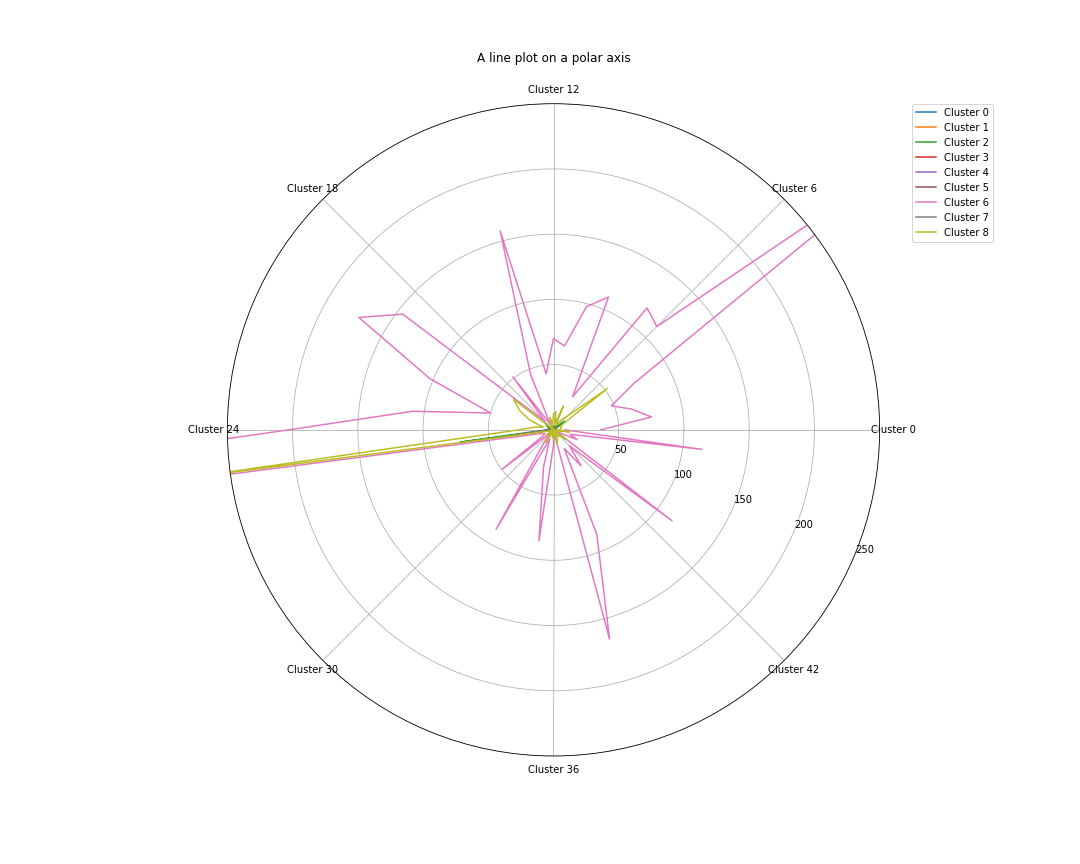 A line plot on a polar axis
Cluster 12
Cluster 18
Cluster 6
Cluster 24
Cluster 0
50
100
150
200
250
Cluster 30
Cluster 42
Cluster 36
Cluster 0
Cluster 1
Cluster 2
Cluster 3
Cluster 4
Cluster 5
Cluster 6
Cluster 7
Cluster 8